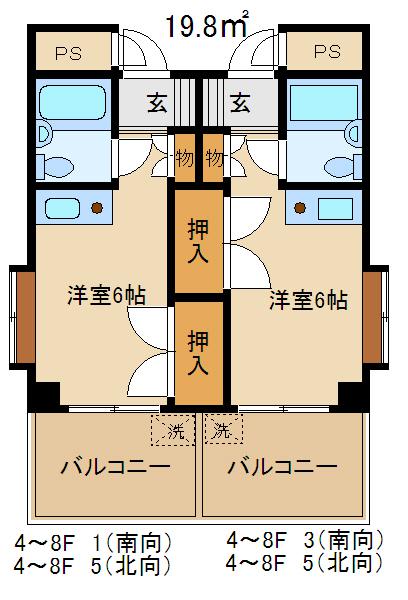 19.8㎡
PS PS
玄 玄
物 物
押入
洋室6帖 洋室6帖
押入
洗 洗
バルコニー バルコニー
4～8F 1(南向) 4～8F 3(南向)
4～8F 5(北向) 4～8F 5(北向)